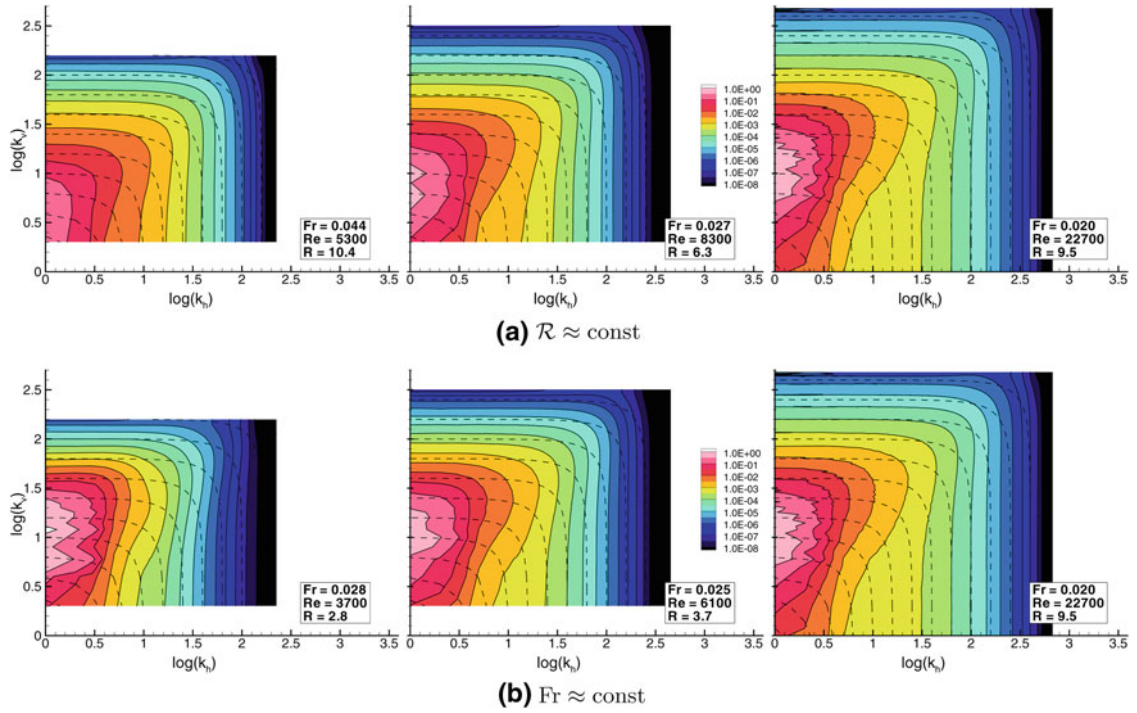 2.5
2
1.5
1
0.5
0
log(kᵥ)
0 0.5 1 1.5 2 2.5 3 3.5
log(kₕ)
Fr = 0.044
Re = 5300
R = 10.4
0 0.5 1 1.5 2 2.5 3 3.5
log(kₕ)
Fr = 0.027
Re = 8300
R = 6.3
1.0E+00
1.0E-01
1.0E-02
1.0E-03
1.0E-04
1.0E-05
1.0E-06
1.0E-07
1.0E-08
0 0.5 1 1.5 2 2.5 3 3.5
log(kₕ)
Fr = 0.020
Re = 22700
R = 9.5
(a) ℛ ≈ const
2.5
2
1.5
1
0.5
0
log(kᵥ)
0 0.5 1 1.5 2 2.5 3 3.5
log(kₕ)
Fr = 0.028
Re = 3700
R = 2.8
0 0.5 1 1.5 2 2.5 3 3.5
log(kₕ)
Fr = 0.025
Re = 6100
R = 3.7
1.0E+00
1.0E-01
1.0E-02
1.0E-03
1.0E-04
1.0E-05
1.0E-06
1.0E-07
1.0E-08
0 0.5 1 1.5 2 2.5 3 3.5
log(kₕ)
Fr = 0.020
Re = 22700
R = 9.5
(b) Fr ≈ const